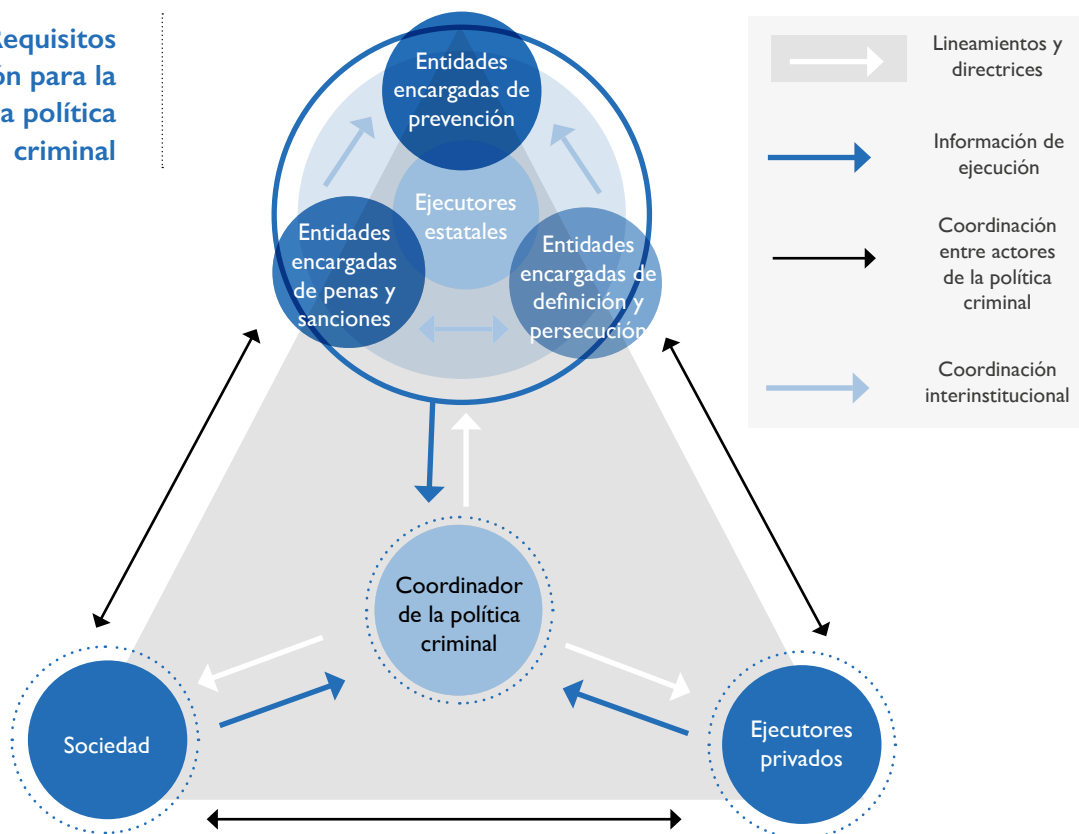 Requisitos
ón para la
a política
criminal
Entidades
encargadas de
prevención
Ejecutores
estatales
Entidades
encargadas
de penas y
sanciones
Entidades
encargadas de
definición y
persecución
Coordinador
de la política
criminal
Sociedad
Ejecutores
privados
Lineamientos y
directrices
Información de
ejecución
Coordinación
entre actores
de la política
criminal
Coordinación
interinstitucional